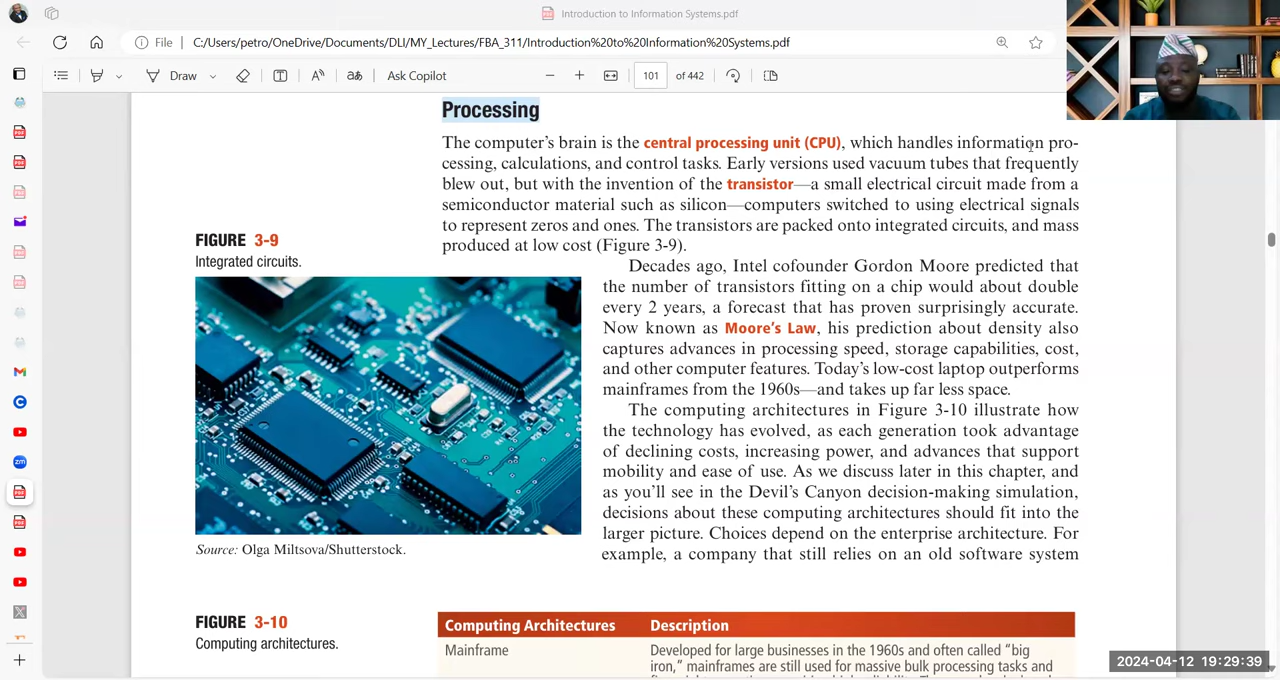 Introduction to Information Systems.pdf
File C:/Users/petro/OneDrive/Documents/DLI/MY_Lectures/FBA_311/Introduction%20to%20Information%20Systems.pdf
Draw
Ask Copilot
101 of 442
Processing
The computer's brain is the central processing unit (CPU), which handles information pro-
cessing, calculations, and control tasks. Early versions used vacuum tubes that frequently
blew out, but with the invention of the transistor—a small electrical circuit made from a
semiconductor material such as silicon—computers switched to using electrical signals
to represent zeros and ones. The transistors are packed onto integrated circuits, and mass
produced at low cost (Figure 3-9).
FIGURE 3-9
Integrated circuits.
Source: Olga Miltsova/Shutterstock.
Decades ago, Intel cofounder Gordon Moore predicted that
the number of transistors fitting on a chip would about double
every 2 years, a forecast that has proven surprisingly accurate.
Now known as Moore's Law, his prediction about density also
captures advances in processing speed, storage capabilities, cost,
and other computer features. Today's low-cost laptop outperforms
mainframes from the 1960s—and takes up far less space.
The computing architectures in Figure 3-10 illustrate how
the technology has evolved, as each generation took advantage
of declining costs, increasing power, and advances that support
mobility and ease of use. As we discuss later in this chapter, and
as you'll see in the Devil's Canyon decision-making simulation,
decisions about these computing architectures should fit into the
larger picture. Choices depend on the enterprise architecture. For
example, a company that still relies on an old software system
FIGURE 3-10
Computing architectures.
Computing Architectures Description
Mainframe Developed for large businesses in the 1960s and often called "big
iron," mainframes are still used for massive bulk processing tasks and
2024-04-12 19:29:39